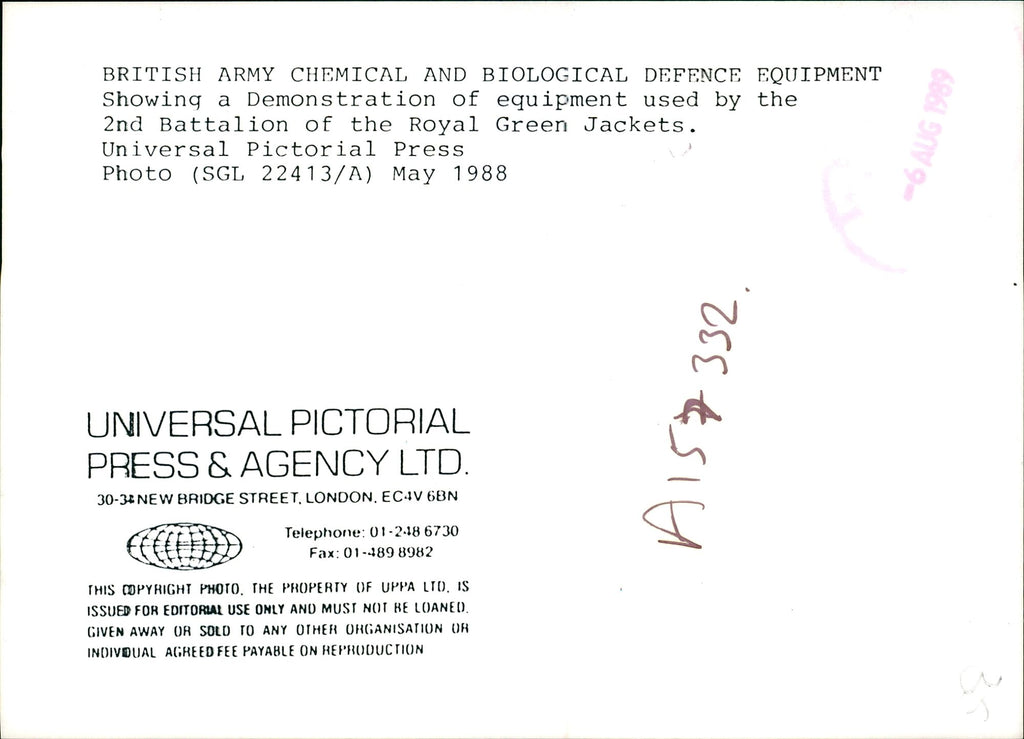 BRITISH ARMY CHEMICAL AND BIOLOGICAL DEFENCE EQUIPMENT
Showing a Demonstration of equipment used by the
2nd Battalion of the Royal Green Jackets.
Universal Pictorial Press
Photo (SGL 22413/A) May 1988
-6 AUG 1989
A157332.
UNIVERSAL PICTORIAL
PRESS & AGENCY LTD.
30-34 NEW BRIDGE STREET, LONDON, EC4V 6BN
Telephone: 01-248 6730
Fax: 01-489 8982
THIS COPYRIGHT PHOTO, THE PROPERTY OF UPPA LTD, IS
ISSUED FOR EDITORIAL USE ONLY AND MUST NOT BE LOANED,
GIVEN AWAY OR SOLD TO ANY OTHER ORGANISATION OR
INDIVIDUAL AGREED FEE PAYABLE ON REPRODUCTION